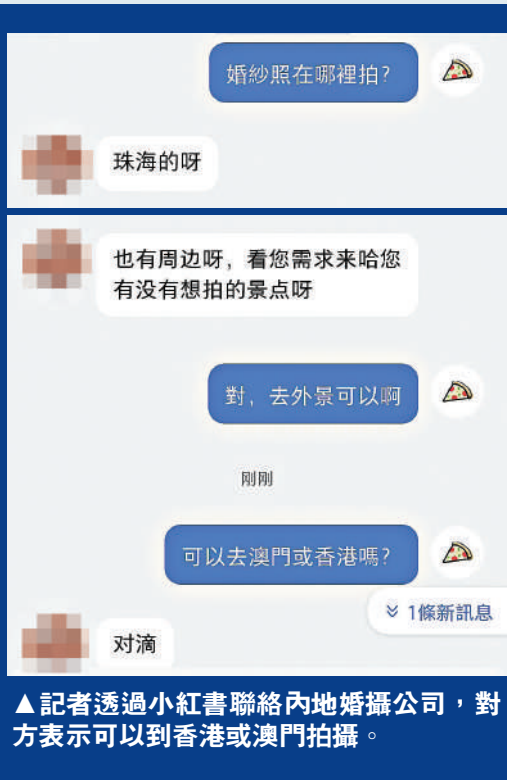 婚紗照在哪裡拍?
珠海的呀
也有周边呀，看您需求来哈您
有没有想拍的景点呀
對，去外景可以啊
刚刚
可以去澳門或香港嗎?
1條新訊息
对滴
▲記者透過小紅書聯絡內地婚攝公司，對
方表示可以到香港或澳門拍攝。